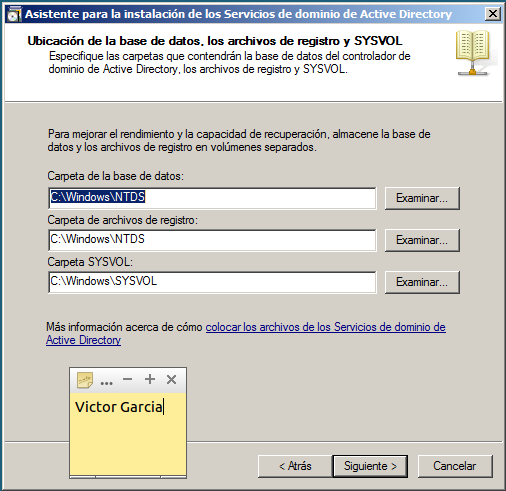 Asistente para la instalación de los Servicios de dominio de Active Directory
Ubicación de la base de datos, los archivos de registro y SYSVOL
Especifique las carpetas que contendrán la base de datos del controlador de
dominio de Active Directory, los archivos de registro y SYSVOL.
Para mejorar el rendimiento y la capacidad de recuperación, almacene la base de
datos y los archivos de registro en volúmenes separados.
Carpeta de la base de datos:
C:\Windows\NTDS
Examinar...
Carpeta de archivos de registro:
C:\Windows\NTDS
Examinar...
Carpeta SYSVOL:
C:\Windows\SYSVOL
Examinar...
Más información acerca de cómo colocar los archivos de los Servicios de dominio de
Active Directory
Victor Garcia
< Atrás
Siguiente >
Cancelar